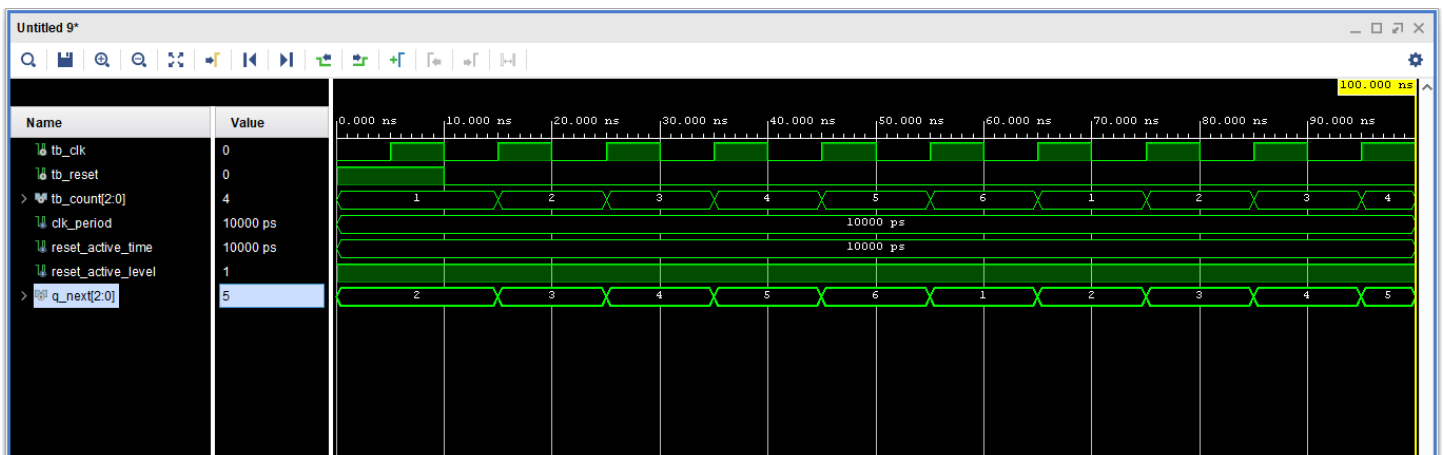 Untitled 9*
100.000 ns
Name Value
0.000 ns 10.000 ns 20.000 ns 30.000 ns 40.000 ns 50.000 ns 60.000 ns 70.000 ns 80.000 ns 90.000 ns
tb_clk 0
tb_reset 0
> tb_count[2:0] 4 1 2 3 4 5 6 1 2 3 4
clk_period 10000 ps 10000 ps
reset_active_time 10000 ps 10000 ps
reset_active_level 1
> q_next[2:0] 5 2 3 4 5 6 1 2 3 4 5